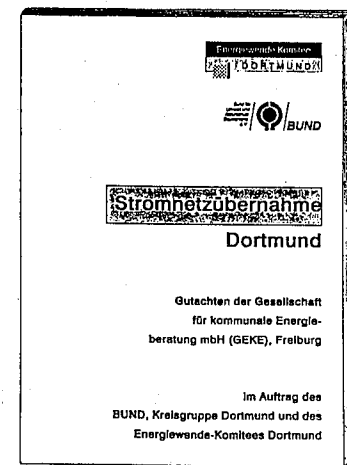 Energiewende Komitee
DORTMUND
BUND
Stromnetzübernahme
Dortmund
Gutachten der Gesellschaft
für kommunale Energie-
beratung mbH (GEKE), Freiburg
Im Auftrag des
BUND, Kreisgruppe Dortmund und des
Energiewende-Komitees Dortmund